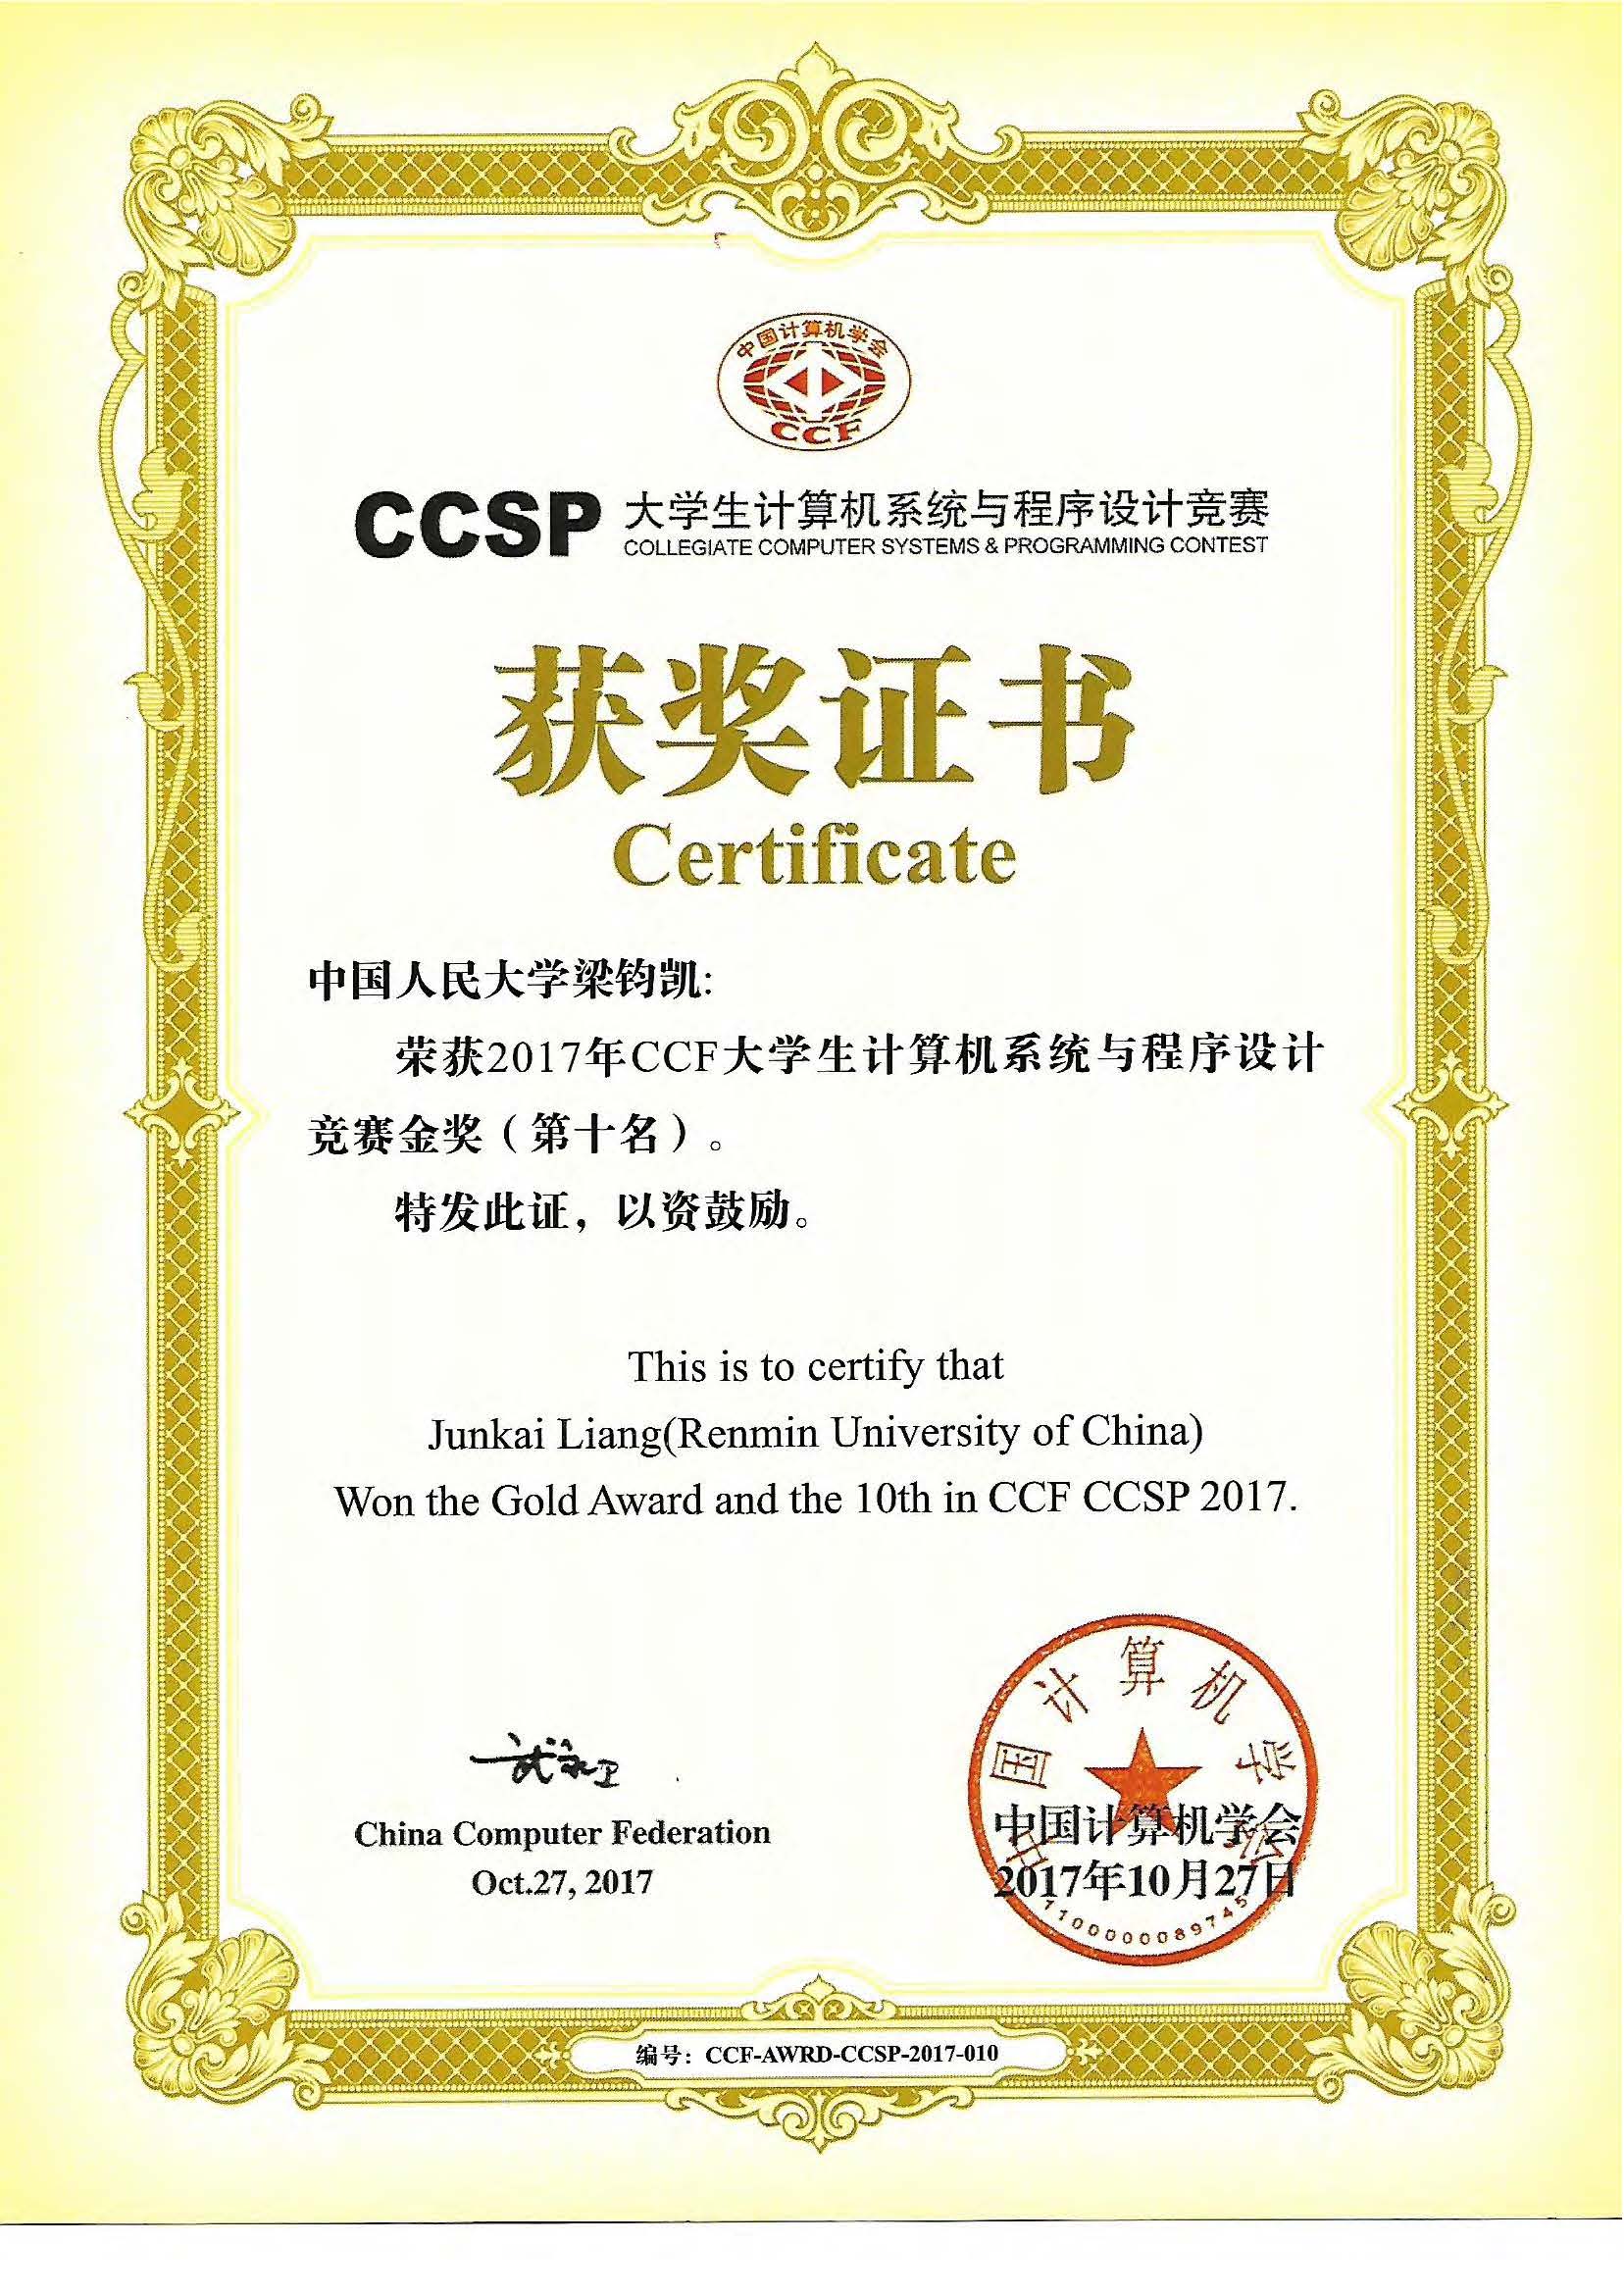 中国计算机学会
CCF
CCSP 大学生计算机系统与程序设计竞赛
COLLEGIATE COMPUTER SYSTEMS & PROGRAMMING CONTEST
获奖证书
Certificate
中国人民大学梁钧凯:
荣获2017年CCF大学生计算机系统与程序设计
竞赛金奖（第十名）。
特发此证，以资鼓励。
This is to certify that
Junkai Liang(Renmin University of China)
Won the Gold Award and the 10th in CCF CCSP 2017.
China Computer Federation
Oct.27, 2017
中国计算机学会
中国计算机学会
2017年10月27日
编号：CCF-AWRD-CCSP-2017-010